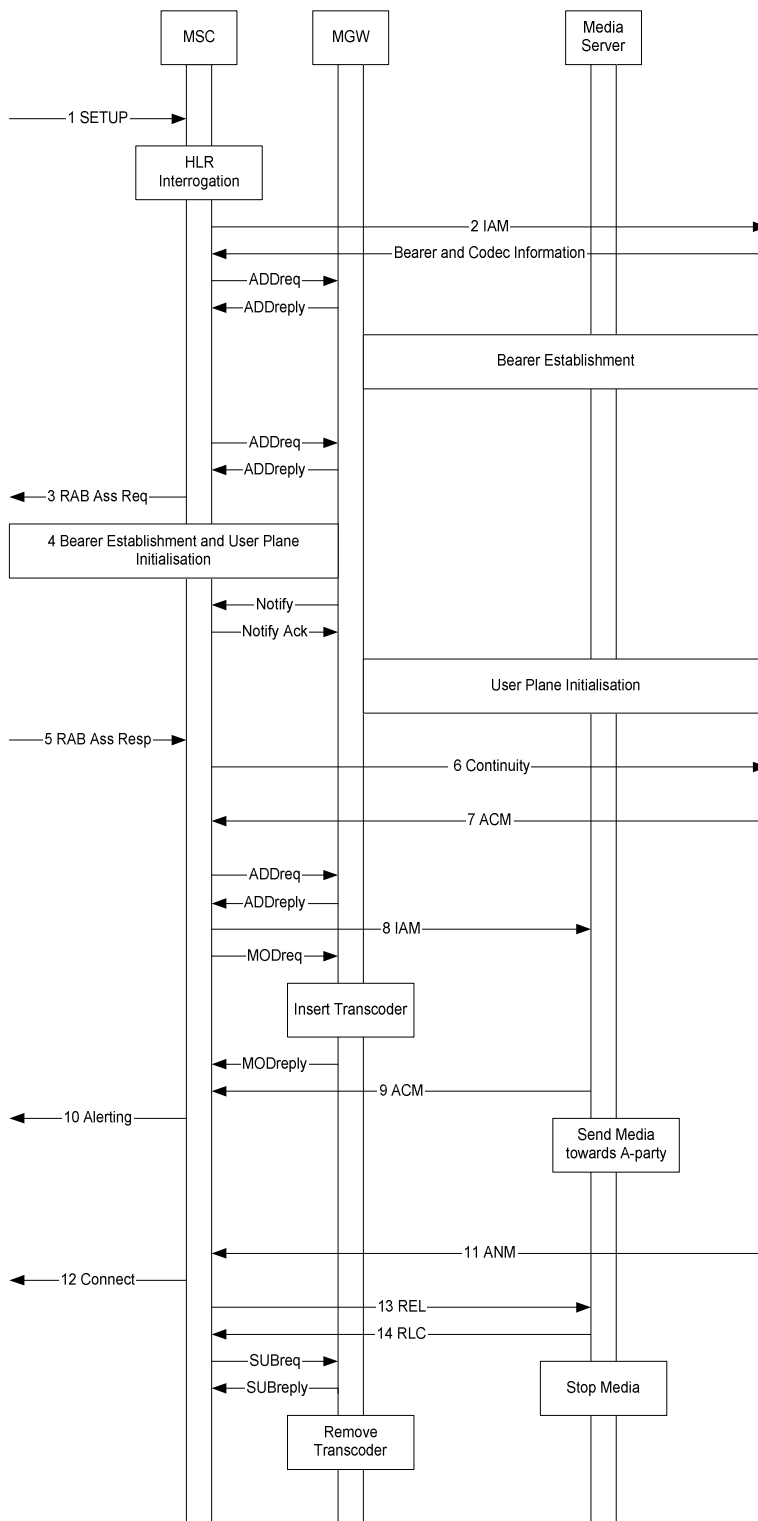 MSC
MGW
Media
Server
1 SETUP
HLR
Interrogation
2 IAM
Bearer and Codec Information
ADDreq
ADDreply
Bearer Establishment
ADDreq
ADDreply
3 RAB Ass Req
4 Bearer Establishment and User Plane
Initialisation
Notify
Notify Ack
User Plane Initialisation
5 RAB Ass Resp
6 Continuity
7 ACM
ADDreq
ADDreply
8 IAM
MODreq
Insert Transcoder
MODreply
9 ACM
10 Alerting
Send Media
towards A-party
11 ANM
12 Connect
13 REL
14 RLC
SUBreq
SUBreply
Stop Media
Remove
Transcoder